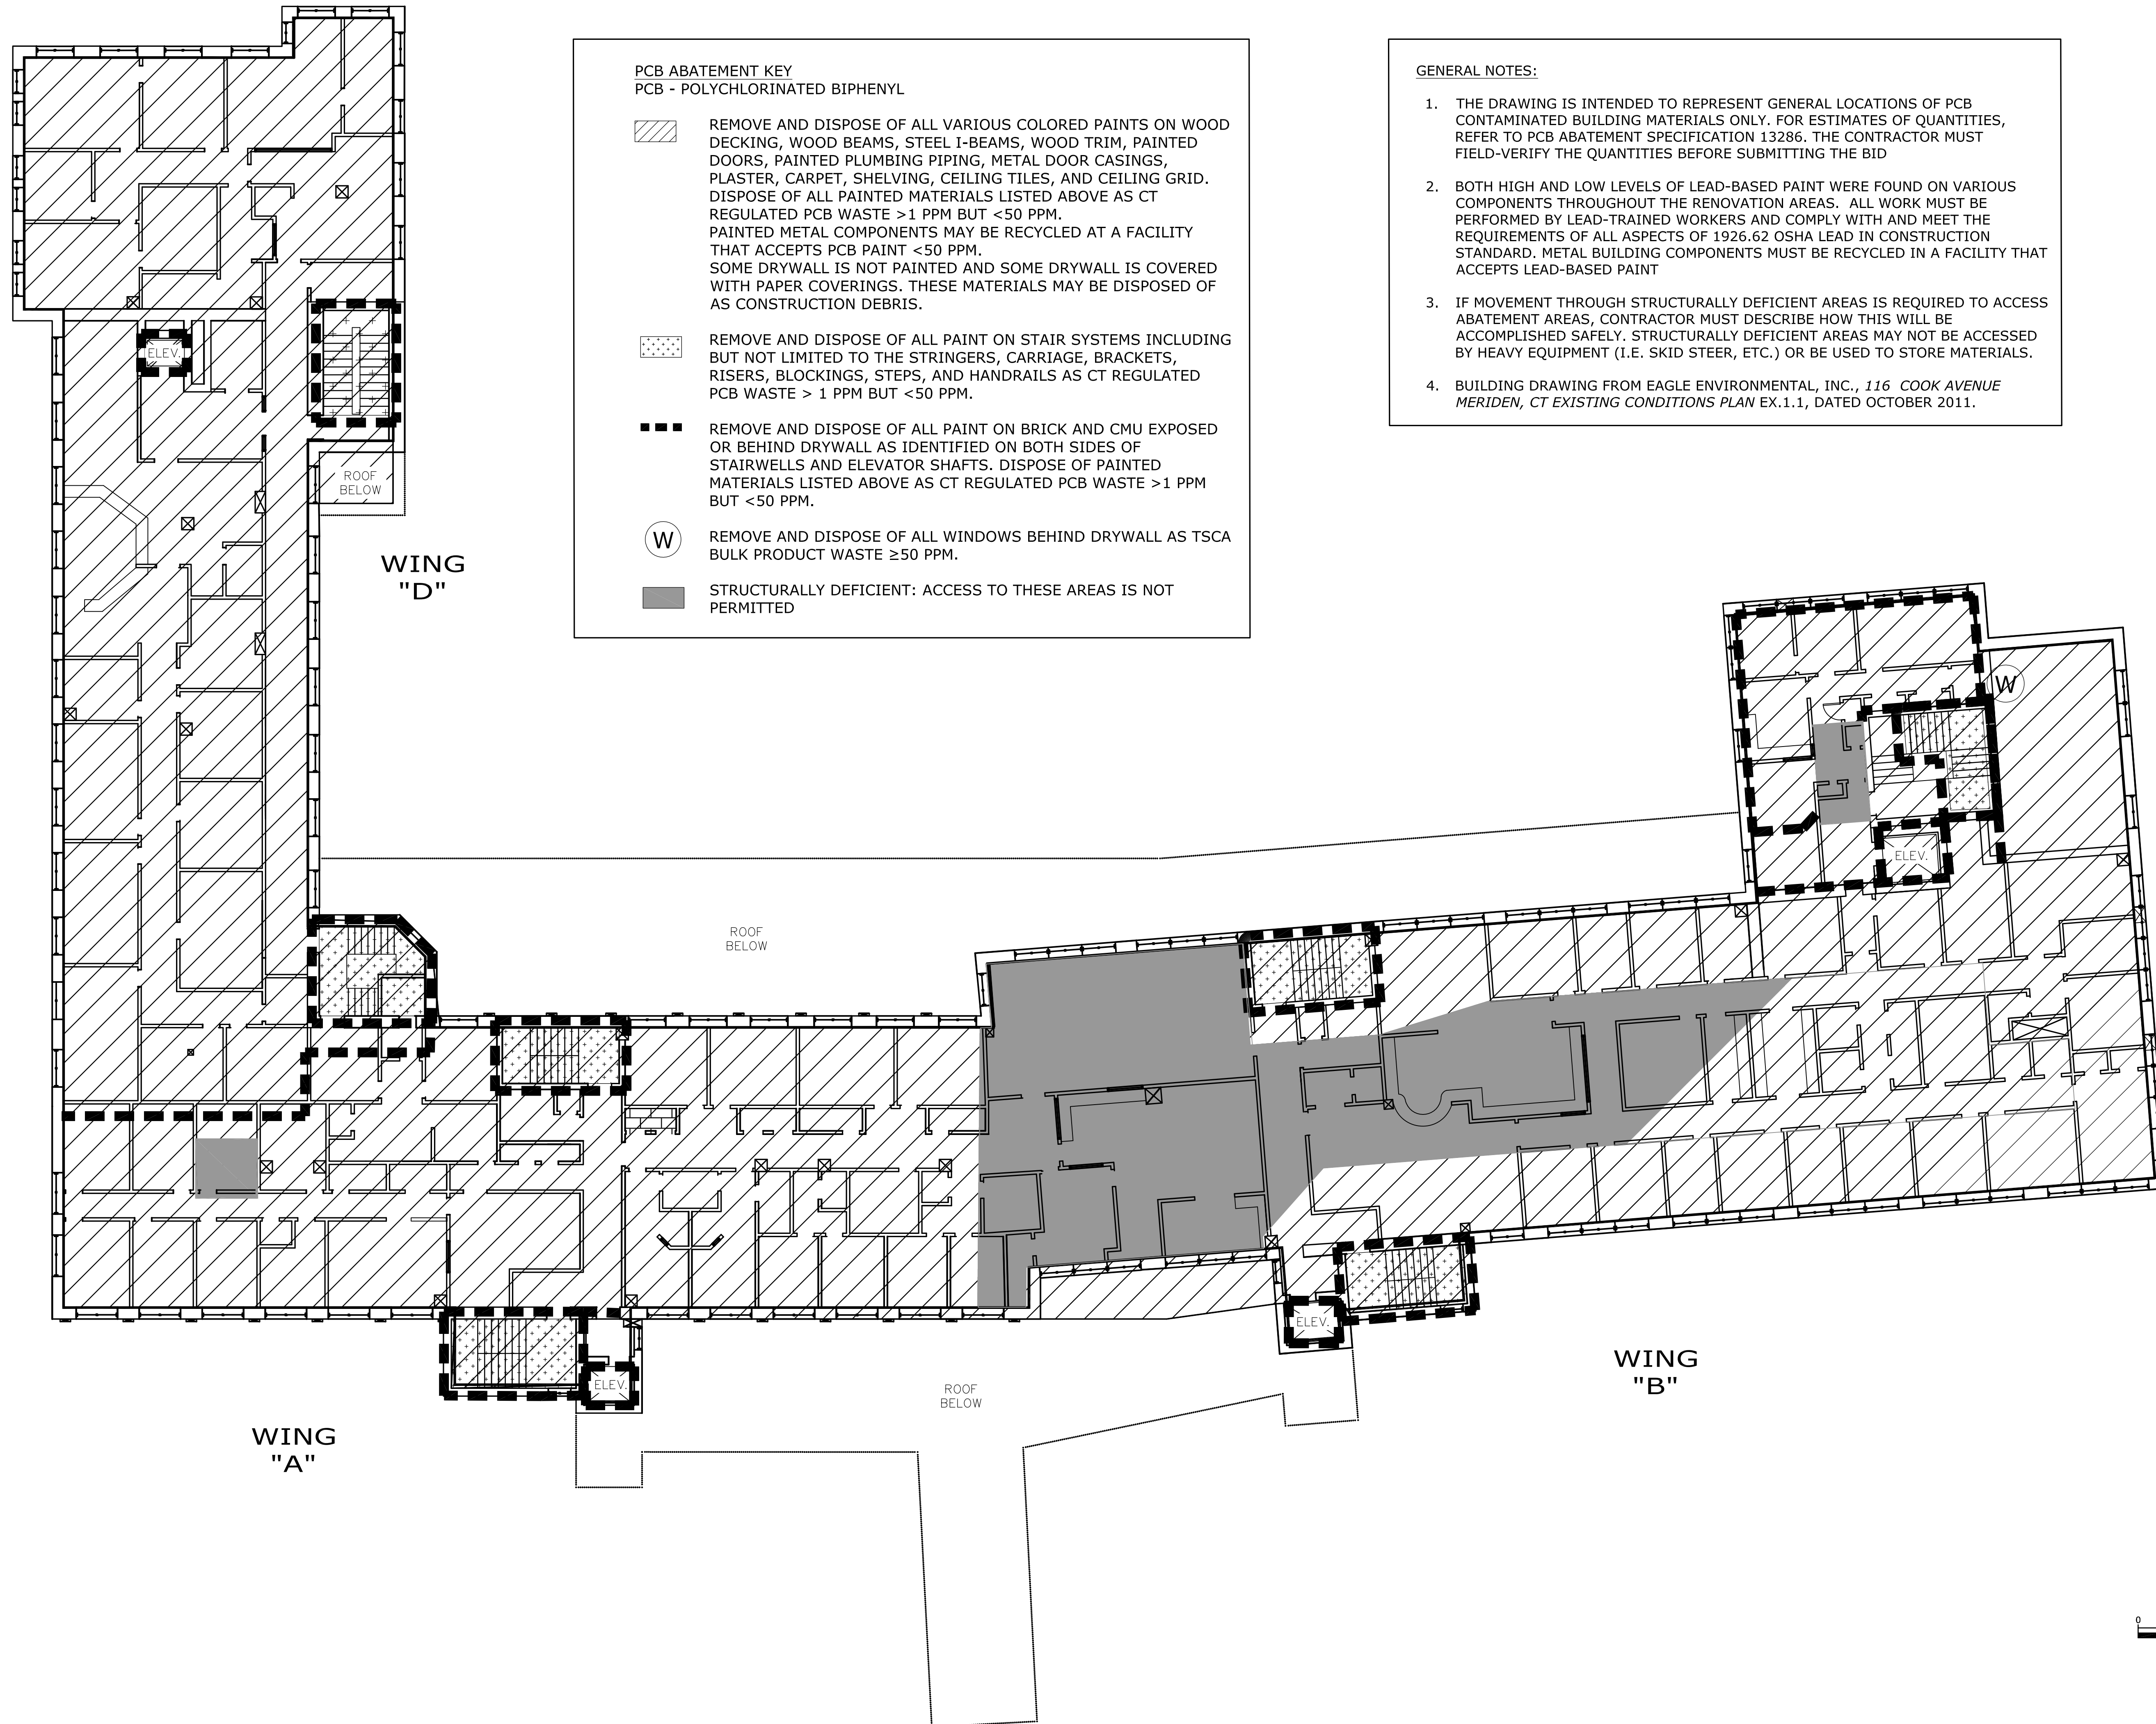 PCB ABATEMENT KEY
PCB - POLYCHLORINATED BIPHENYL
REMOVE AND DISPOSE OF ALL VARIOUS COLORED PAINTS ON WOOD
DECKING, WOOD BEAMS, STEEL I-BEAMS, WOOD TRIM, PAINTED
DOORS, PAINTED PLUMBING PIPING, METAL DOOR CASINGS,
PLASTER, CARPET, SHELVING, CEILING TILES, AND CEILING GRID.
DISPOSE OF ALL PAINTED MATERIALS LISTED ABOVE AS CT
REGULATED PCB WASTE >1 PPM BUT <50 PPM.
PAINTED METAL COMPONENTS MAY BE RECYCLED AT A FACILITY
THAT ACCEPTS PCB PAINT <50 PPM.
SOME DRYWALL IS NOT PAINTED AND SOME DRYWALL IS COVERED
WITH PAPER COVERINGS. THESE MATERIALS MAY BE DISPOSED OF
AS CONSTRUCTION DEBRIS.
REMOVE AND DISPOSE OF ALL PAINT ON STAIR SYSTEMS INCLUDING
BUT NOT LIMITED TO THE STRINGERS, CARRIAGE, BRACKETS,
RISERS, BLOCKINGS, STEPS, AND HANDRAILS AS CT REGULATED
PCB WASTE > 1 PPM BUT <50 PPM.
REMOVE AND DISPOSE OF ALL PAINT ON BRICK AND CMU EXPOSED
OR BEHIND DRYWALL AS IDENTIFIED ON BOTH SIDES OF
STAIRWELLS AND ELEVATOR SHAFTS. DISPOSE OF PAINTED
MATERIALS LISTED ABOVE AS CT REGULATED PCB WASTE >1 PPM
BUT <50 PPM.
W
REMOVE AND DISPOSE OF ALL WINDOWS BEHIND DRYWALL AS TSCA
BULK PRODUCT WASTE ≥50 PPM.
STRUCTURALLY DEFICIENT: ACCESS TO THESE AREAS IS NOT
PERMITTED
GENERAL NOTES:
1. THE DRAWING IS INTENDED TO REPRESENT GENERAL LOCATIONS OF PCB
CONTAMINATED BUILDING MATERIALS ONLY. FOR ESTIMATES OF QUANTITIES,
REFER TO PCB ABATEMENT SPECIFICATION 13286. THE CONTRACTOR MUST
FIELD-VERIFY THE QUANTITIES BEFORE SUBMITTING THE BID
2. BOTH HIGH AND LOW LEVELS OF LEAD-BASED PAINT WERE FOUND ON VARIOUS
COMPONENTS THROUGHOUT THE RENOVATION AREAS. ALL WORK MUST BE
PERFORMED BY LEAD-TRAINED WORKERS AND COMPLY WITH AND MEET THE
REQUIREMENTS OF ALL ASPECTS OF 1926.62 OSHA LEAD IN CONSTRUCTION
STANDARD. METAL BUILDING COMPONENTS MUST BE RECYCLED IN A FACILITY THAT
ACCEPTS LEAD-BASED PAINT
3. IF MOVEMENT THROUGH STRUCTURALLY DEFICIENT AREAS IS REQUIRED TO ACCESS
ABATEMENT AREAS, CONTRACTOR MUST DESCRIBE HOW THIS WILL BE
ACCOMPLISHED SAFELY. STRUCTURALLY DEFICIENT AREAS MAY NOT BE ACCESSED
BY HEAVY EQUIPMENT (I.E. SKID STEER, ETC.) OR BE USED TO STORE MATERIALS.
4. BUILDING DRAWING FROM EAGLE ENVIRONMENTAL, INC., 116 COOK AVENUE
MERIDEN, CT EXISTING CONDITIONS PLAN EX.1.1, DATED OCTOBER 2011.
ELEV.
ROOF
BELOW
WING
"D"
W
ELEV.
ROOF
BELOW
ELEV.
ELEV.
ROOF
BELOW
WING
"B"
WING
"A"
0